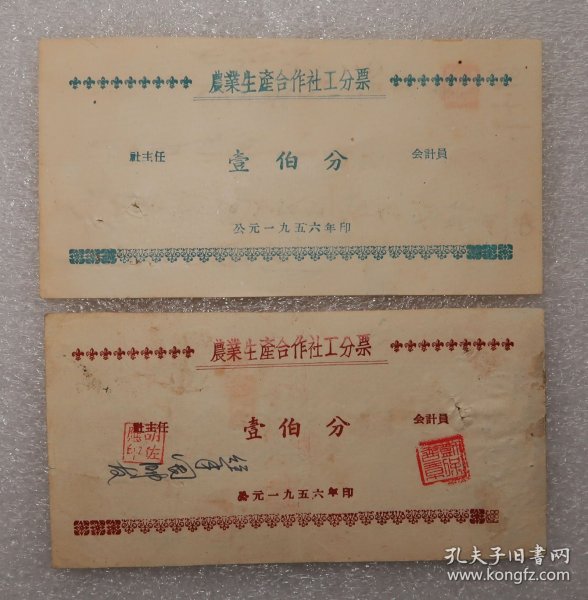 農業生產合作社工分票
社主任 壹伯分 会計員
公元一九五六年印
農業生產合作社工分票
社主任 壹伯分 会計員
公元一九五六年印
孔夫子旧书网
www.kongfz.com